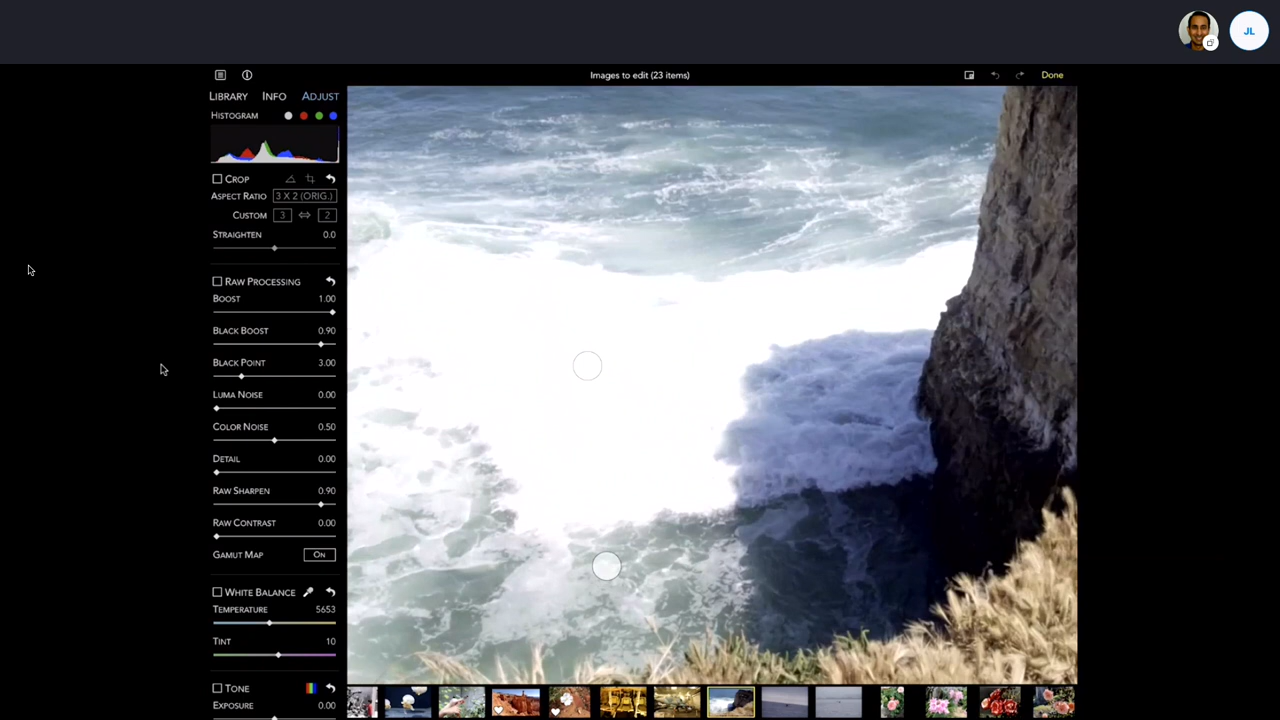 JL
Images to edit (23 items)
Done
LIBRARY INFO ADJUST
HISTOGRAM
CROP
ASPECT RATIO 3 X 2 (ORIG.)
CUSTOM 3 2
STRAIGHTEN 0.0
RAW PROCESSING
BOOST 1.00
BLACK BOOST 0.90
BLACK POINT 3.00
LUMA NOISE 0.00
COLOR NOISE 0.50
DETAIL 0.00
RAW SHARPEN 0.90
RAW CONTRAST 0.00
GAMUT MAP ON
WHITE BALANCE
TEMPERATURE 5653
TINT 10
TONE
EXPOSURE 0.00